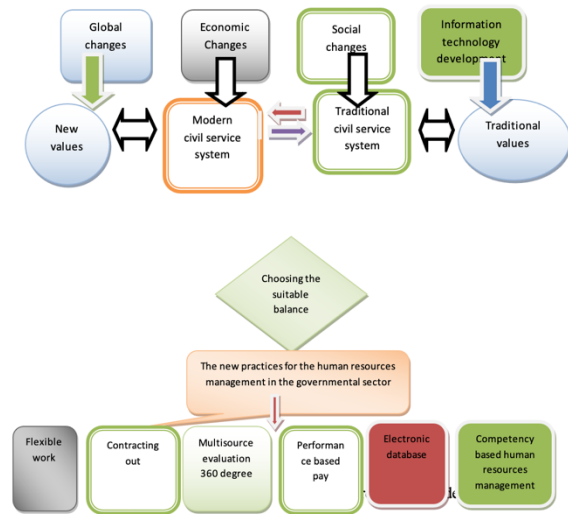 Global
changes
Economic
Changes
Social
changes
Information
technology
development
New
values
Modern
civil service
system
Traditional
civil service
system
Traditional
values
Choosing the
suitable
balance
The new practices for the human resources
management in the governmental sector
Flexible
work
Contracting
out
Multisource
evaluation
360 degree
Performan
ce based
pay
Electronic
database
Competency
based human
resources
management